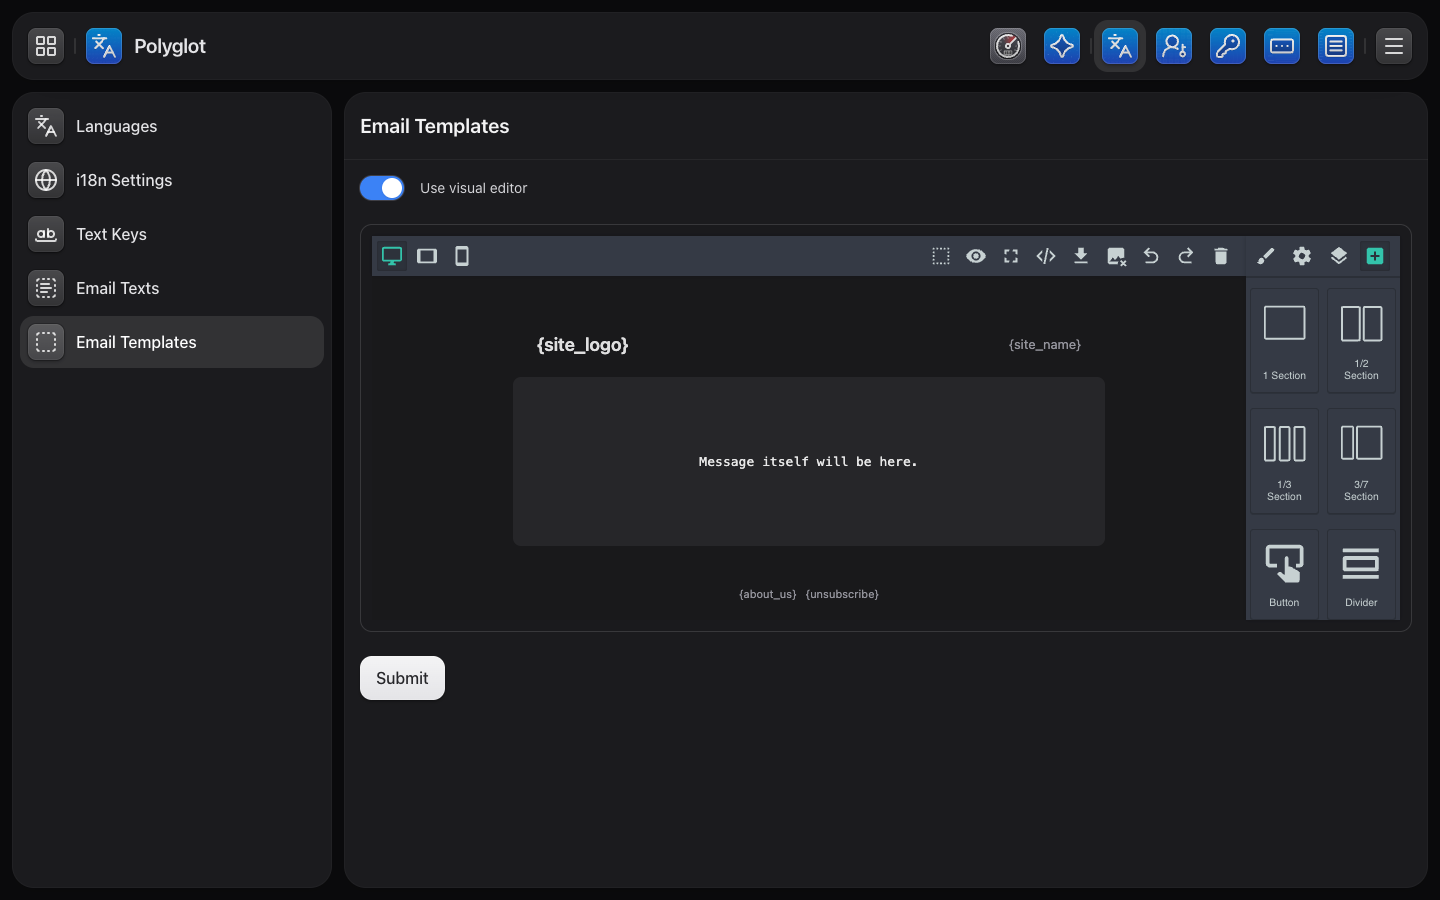 Polyglot
Languages
i18n Settings
Text Keys
Email Texts
Email Templates
Email Templates
Use visual editor
{site_logo}
{site_name}
Message itself will be here.
{about_us} {unsubscribe}
1 Section
1/2
Section
1/3
Section
3/7
Section
Button
Divider
Submit